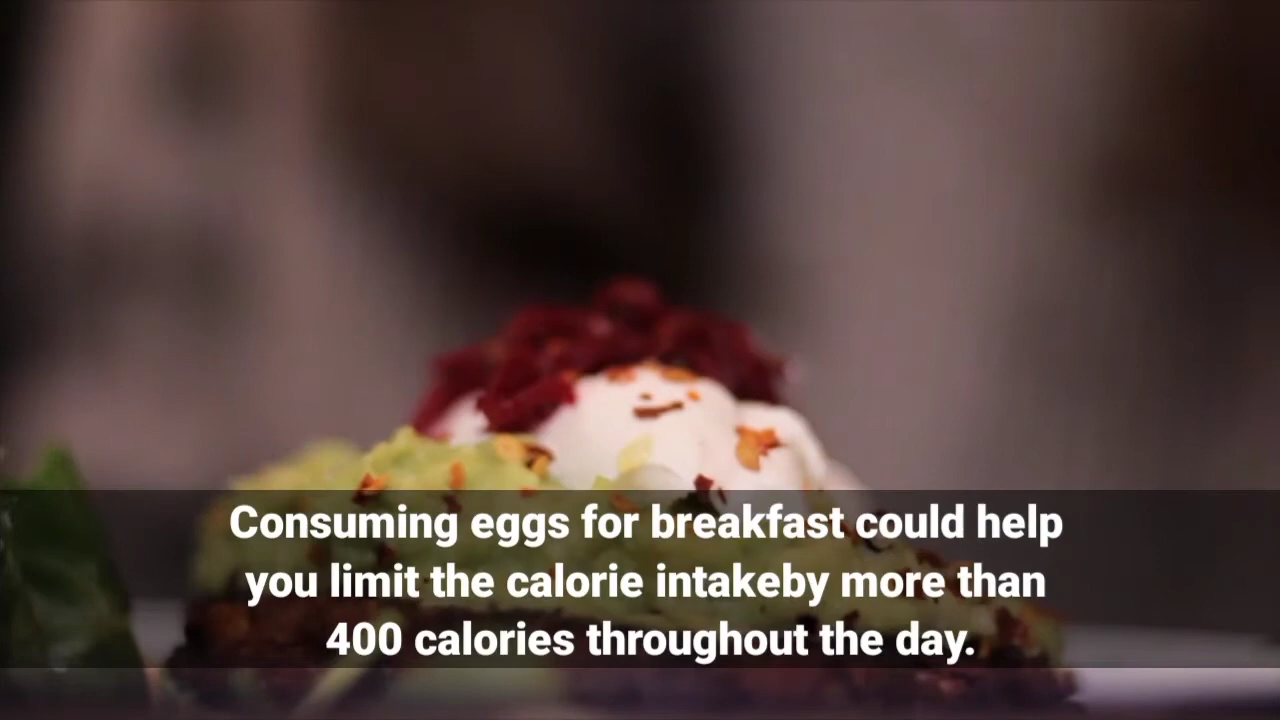 Consuming eggs for breakfast could help
you limit the calorie intakeby more than
400 calories throughout the day.